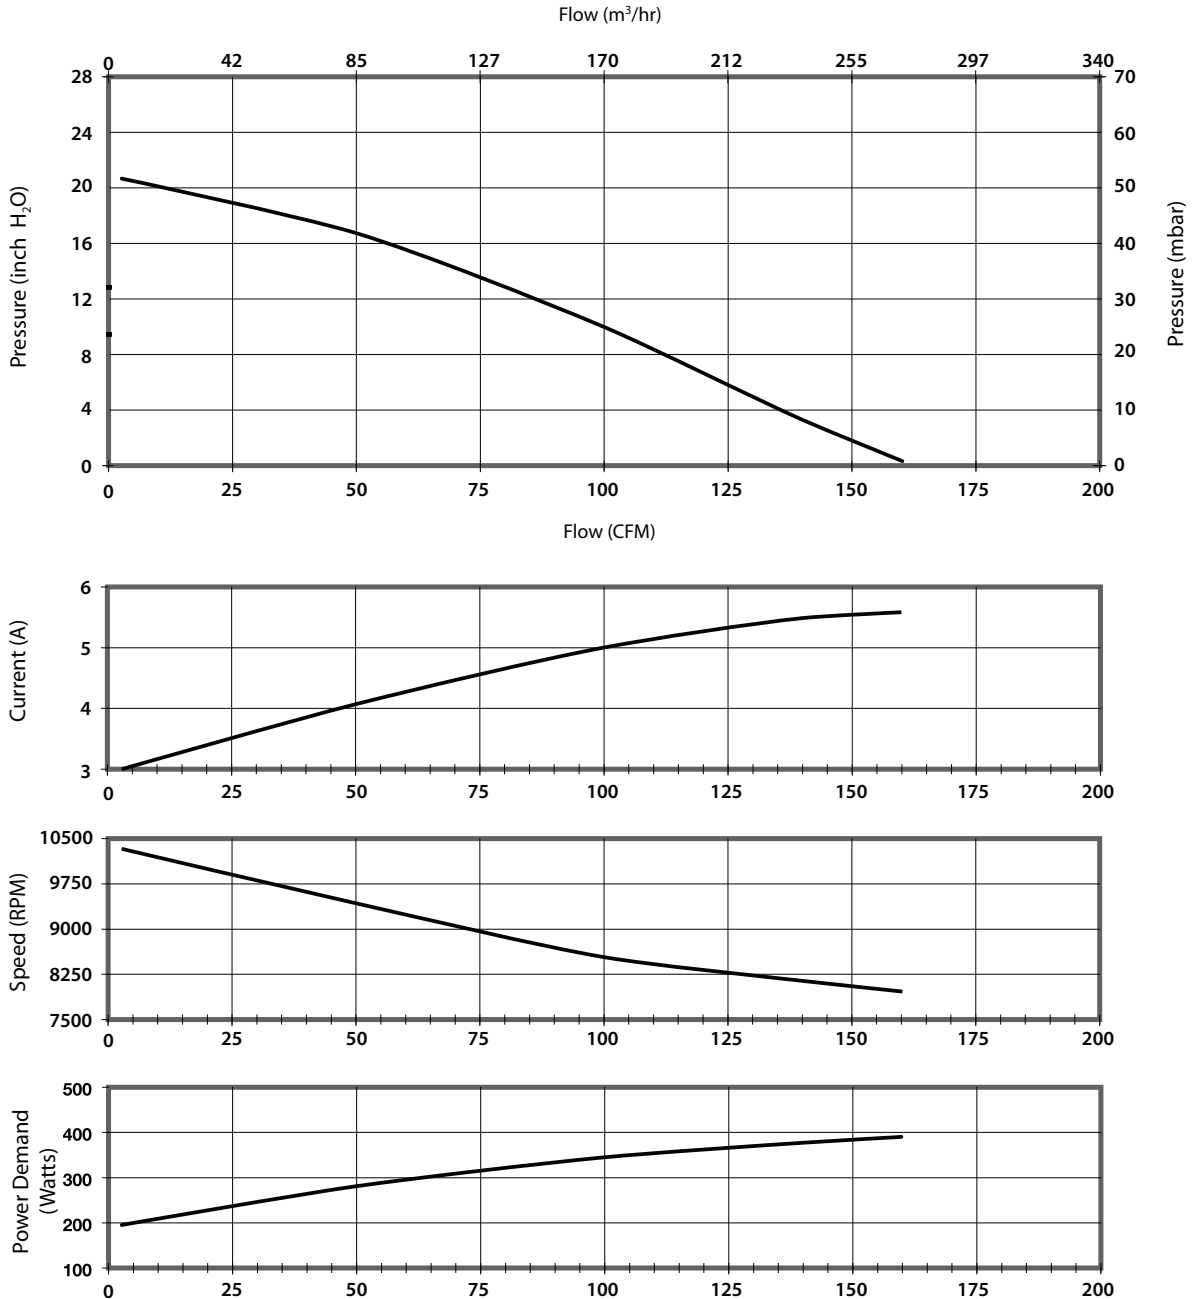 Flow (m³/hr)
0 42 85 127 170 212 255 297 340
28 70
24 60
20 50
16 40
12 30
8 20
4 10
0 0
Pressure (inch H₂O)
Pressure (mbar)
0 25 50 75 100 125 150 175 200
Flow (CFM)
6
5
4
3
Current (A)
0 25 50 75 100 125 150 175 200
10500
9750
9000
8250
7500
Speed (RPM)
0 25 50 75 100 125 150 175 200
500
400
300
200
100
Power Demand
(Watts)
0 25 50 75 100 125 150 175 200